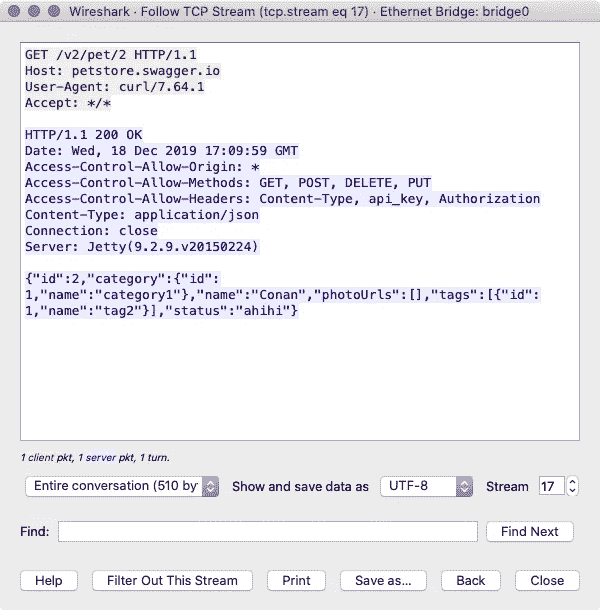 Wireshark · Follow TCP Stream (tcp.stream eq 17) · Ethernet Bridge: bridge0
GET /v2/pet/2 HTTP/1.1
Host: petstore.swagger.io
User-Agent: curl/7.64.1
Accept: */*
HTTP/1.1 200 OK
Date: Wed, 18 Dec 2019 17:09:59 GMT
Access-Control-Allow-Origin: *
Access-Control-Allow-Methods: GET, POST, DELETE, PUT
Access-Control-Allow-Headers: Content-Type, api_key, Authorization
Content-Type: application/json
Connection: close
Server: Jetty(9.2.9.v20150224)
{"id":2,"category":{"id":
1,"name":"category1"},"name":"Conan","photoUrls":[],"tags":[{"id":
1,"name":"tag2"}],"status":"ahihi"}
1 client pkt, 1 server pkt, 1 turn.
Entire conversation (510 by Show and save data as UTF-8 Stream 17
Find: Find Next
Help Filter Out This Stream Print Save as... Back Close